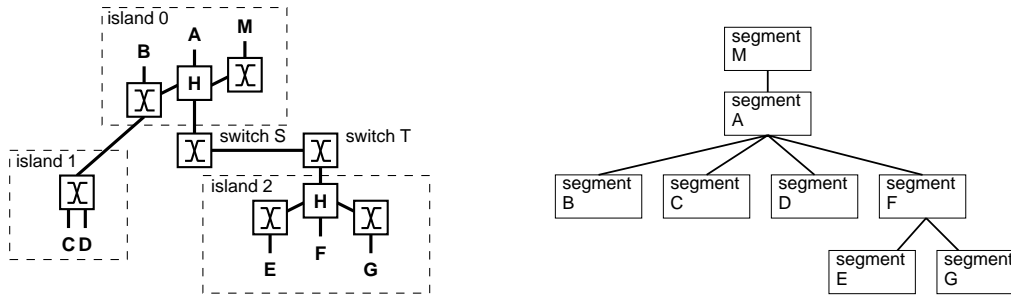 island 0
B
A
M
H
switch S
switch T
island 1
C D
island 2
H
E
F
G
segment
M
segment
A
segment
B
segment
C
segment
D
segment
F
segment
E
segment
G